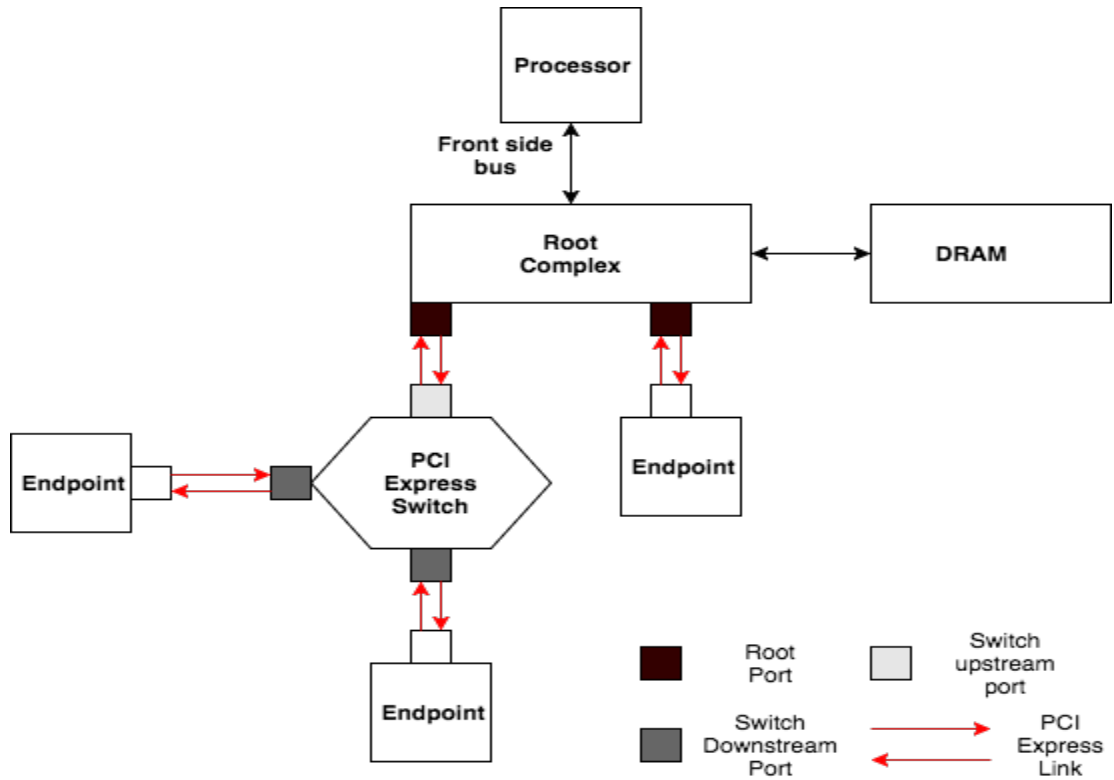 Processor
Front side
bus
Root
Complex
DRAM
Endpoint
PCI
Express
Switch
Endpoint
Endpoint
Root
Port
Switch
upstream
port
Switch
Downstream
Port
PCI
Express
Link